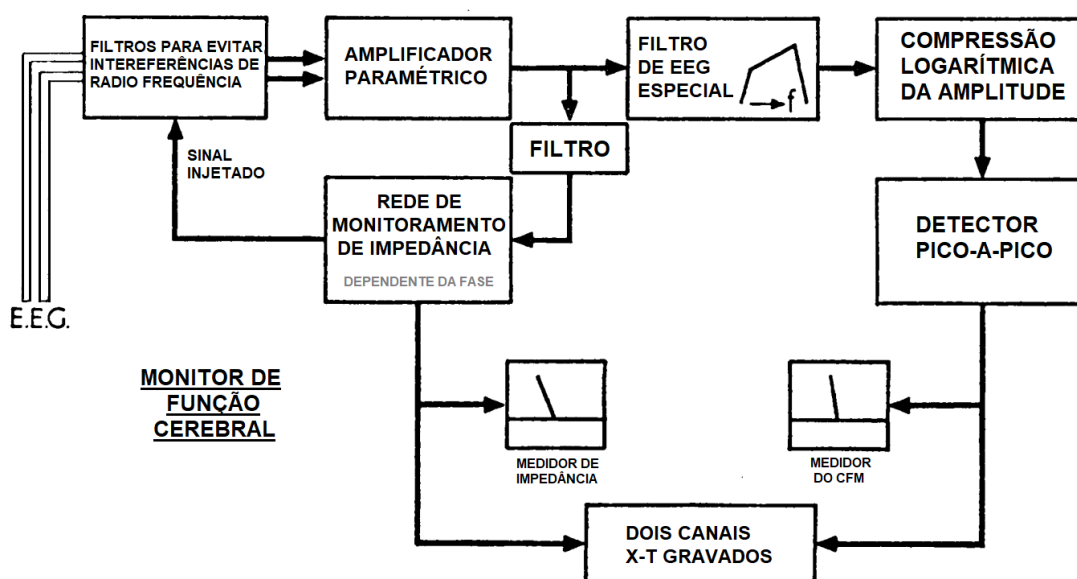 FILTROS PARA EVITAR
INTEREFERÊNCIAS DE
RADIO FREQUÊNCIA
AMPLIFICADOR
PARAMÉTRICO
FILTRO
DE EEG
ESPECIAL
f
COMPRESSÃO
LOGARÍTMICA
DA AMPLITUDE
SINAL
INJETADO
FILTRO
REDE DE
MONITORAMENTO
DE IMPEDÂNCIA
DEPENDENTE DA FASE
DETECTOR
PICO-A-PICO
E.E.G.
MONITOR DE
FUNÇÃO
CEREBRAL
MEDIDOR DE
IMPEDÂNCIA
MEDIDOR
DO CFM
DOIS CANAIS
X-T GRAVADOS